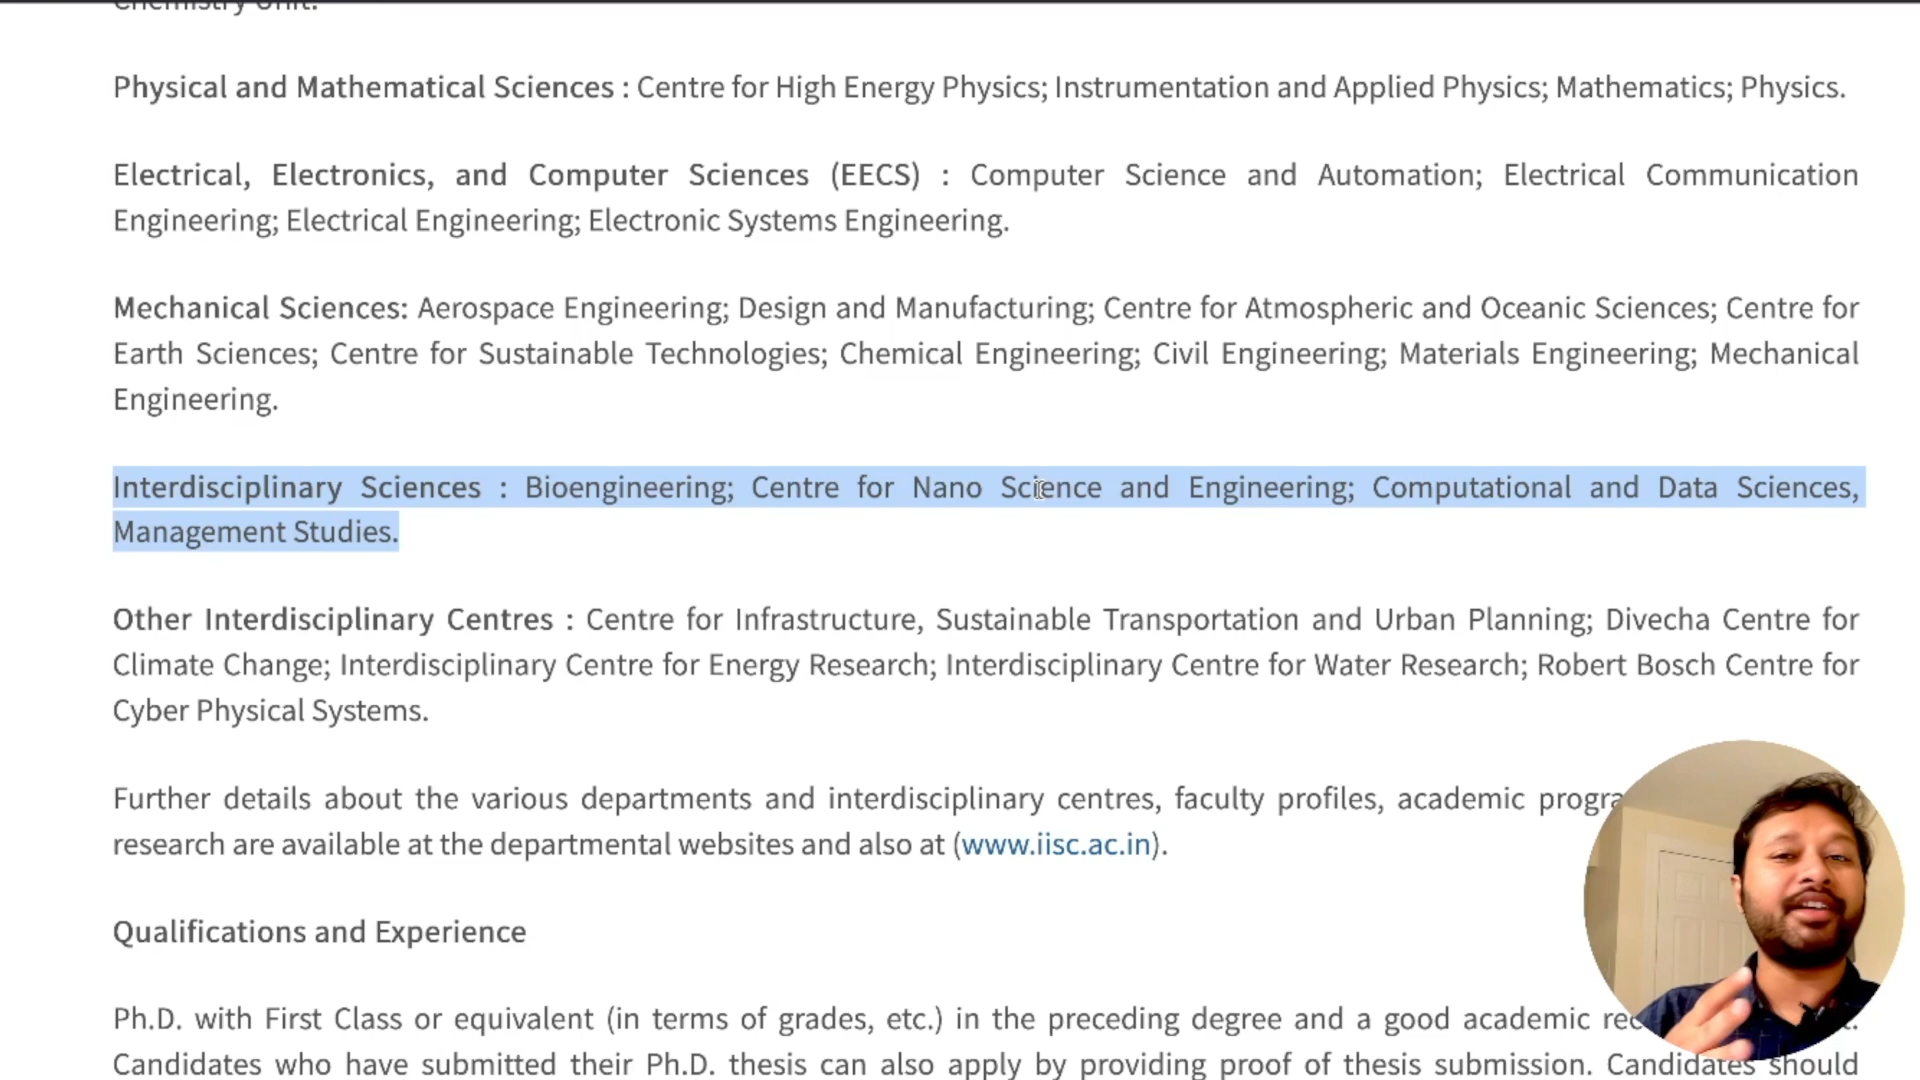 Chemistry Unit.
Physical and Mathematical Sciences : Centre for High Energy Physics; Instrumentation and Applied Physics; Mathematics; Physics.
Electrical, Electronics, and Computer Sciences (EECS) : Computer Science and Automation; Electrical Communication
Engineering; Electrical Engineering; Electronic Systems Engineering.
Mechanical Sciences: Aerospace Engineering; Design and Manufacturing; Centre for Atmospheric and Oceanic Sciences; Centre for
Earth Sciences; Centre for Sustainable Technologies; Chemical Engineering; Civil Engineering; Materials Engineering; Mechanical
Engineering.
Interdisciplinary Sciences : Bioengineering; Centre for Nano Science and Engineering; Computational and Data Sciences,
Management Studies.
Other Interdisciplinary Centres : Centre for Infrastructure, Sustainable Transportation and Urban Planning; Divecha Centre for
Climate Change; Interdisciplinary Centre for Energy Research; Interdisciplinary Centre for Water Research; Robert Bosch Centre for
Cyber Physical Systems.
Further details about the various departments and interdisciplinary centres, faculty profiles, academic
research are available at the departmental websites and also at (www.iisc.ac.in).
Qualifications and Experience
Ph.D. with First Class or equivalent (in terms of grades, etc.) in the preceding degree and a good academic
Candidates who have submitted their Ph.D. thesis can also apply by providing proof of thesis submission. Candidates should